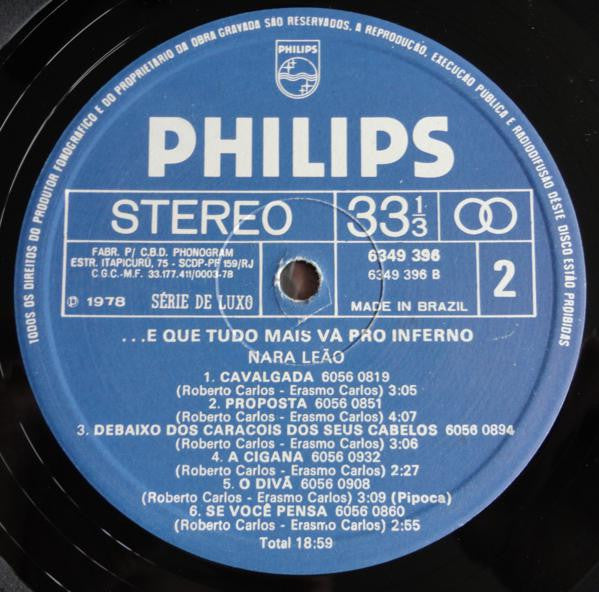 TODOS OS DIREITOS DO PRODUTOR FONOGRÁFICO E DO PROPRIETÁRIO DA OBRA GRAVADA SÃO RESERVADOS. A REPRODUÇÃO, EXECUÇÃO PÚBLICA E RADIODIFUSÃO DÊSTE DISCO ESTÃO PROIBIDAS
PHILIPS
PHILIPS
STEREO
33 1/3
FABR. P/ C.B.D. PHONOGRAM
ESTR. ITAPICURÚ, 75 - SCDP-PF 159/RJ
C.G.C.-M.F. 33.177.411/0003-78
6349 396
6349 396 B
2
℗ 1978 SÉRIE DE LUXO
MADE IN BRAZIL
...E QUE TUDO MAIS VÁ PRO INFERNO
NARA LEÃO
1. CAVALGADA 6056 0819
(Roberto Carlos - Erasmo Carlos) 3:05
2. PROPOSTA 6056 0851
(Roberto Carlos - Erasmo Carlos) 4:07
3. DEBAIXO DOS CARACOIS DOS SEUS CABELOS 6056 0894
(Roberto Carlos - Erasmo Carlos) 3:06
4. A CIGANA 6056 0932
(Roberto Carlos - Erasmo Carlos) 2:27
5. O DIVÃ 6056 0908
(Roberto Carlos - Erasmo Carlos) 3:09 (Pipoca)
6. SE VOCÊ PENSA 6056 0860
(Roberto Carlos - Erasmo Carlos) 2:55
Total 18:59